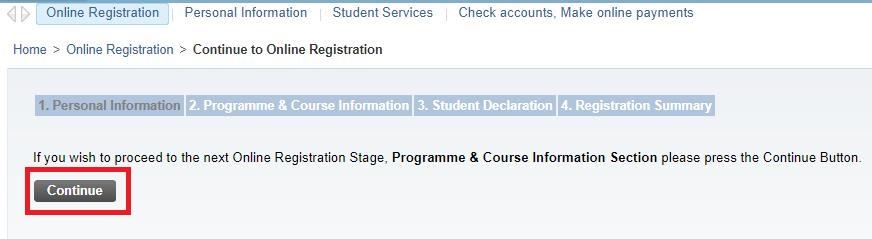 Online Registration Personal Information Student Services Check accounts, Make online payments
Home > Online Registration > Continue to Online Registration
1. Personal Information 2. Programme & Course Information 3. Student Declaration 4. Registration Summary
If you wish to proceed to the next Online Registration Stage, Programme & Course Information Section please press the Continue Button.
Continue